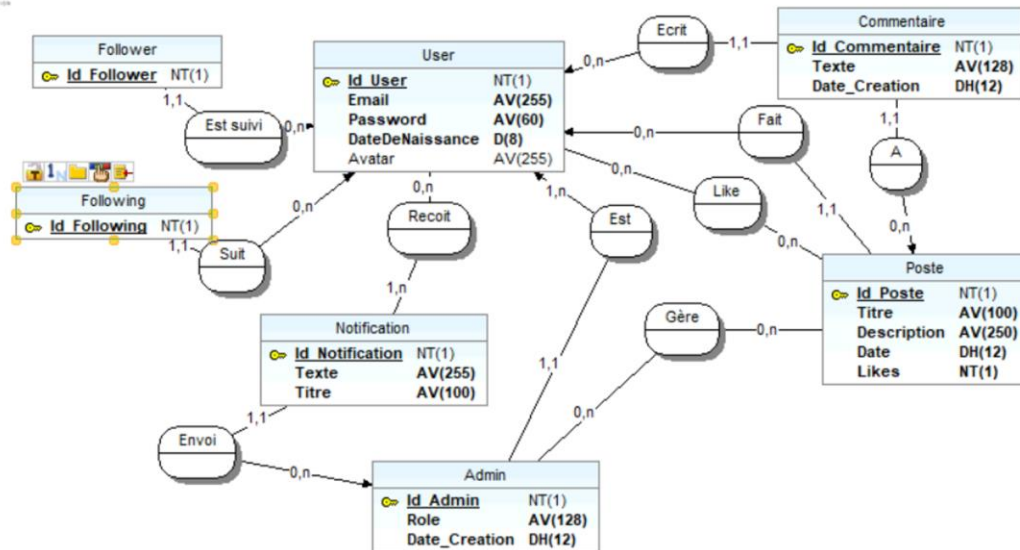 Follower
Id_Follower NT(1)
1,1
Est suivi
0,n
Following
Id_Following NT(1)
1,1
Suit
0,n
User
Id_User NT(1)
Email AV(255)
Password AV(60)
DateDeNaissance D(8)
Avatar AV(255)
Ecrit
0,n
1,1
Commentaire
Id_Commentaire NT(1)
Texte AV(128)
Date_Creation DH(12)
1,1
A
0,n
Fait
0,n
1,1
Like
0,n
0,n
Poste
Id_Poste NT(1)
Titre AV(100)
Description AV(250)
Date DH(12)
Likes NT(1)
0,n
Recoit
1,n
1,n
Est
1,1
Gère
0,n
0,n
Notification
Id_Notification NT(1)
Texte AV(255)
Titre AV(100)
1,1
Envoi
0,n
Admin
Id_Admin NT(1)
Role AV(128)
Date_Creation DH(12)